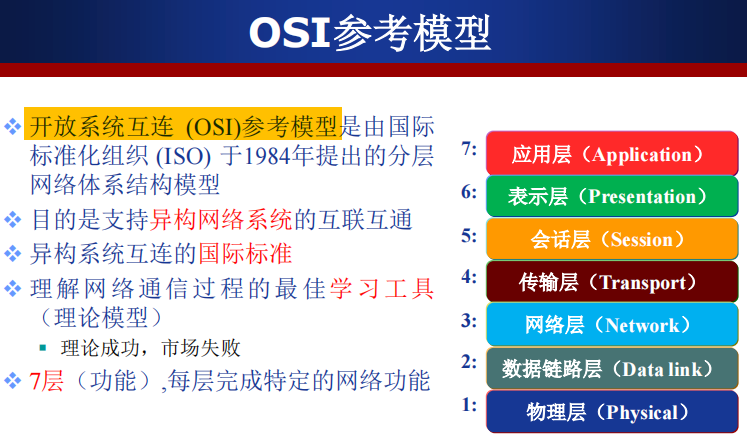 OSI参考模型
开放系统互连 (OSI)参考模型是由国际
标准化组织 (ISO) 于1984年提出的分层
网络体系结构模型
目的是支持异构网络系统的互联互通
异构系统互连的国际标准
理解网络通信过程的最佳学习工具
（理论模型）
理论成功，市场失败
7层（功能）,每层完成特定的网络功能
7: 应用层（Application）
6: 表示层（Presentation）
5: 会话层（Session）
4: 传输层（Transport）
3: 网络层（Network）
2: 数据链路层（Data link）
1: 物理层（Physical）